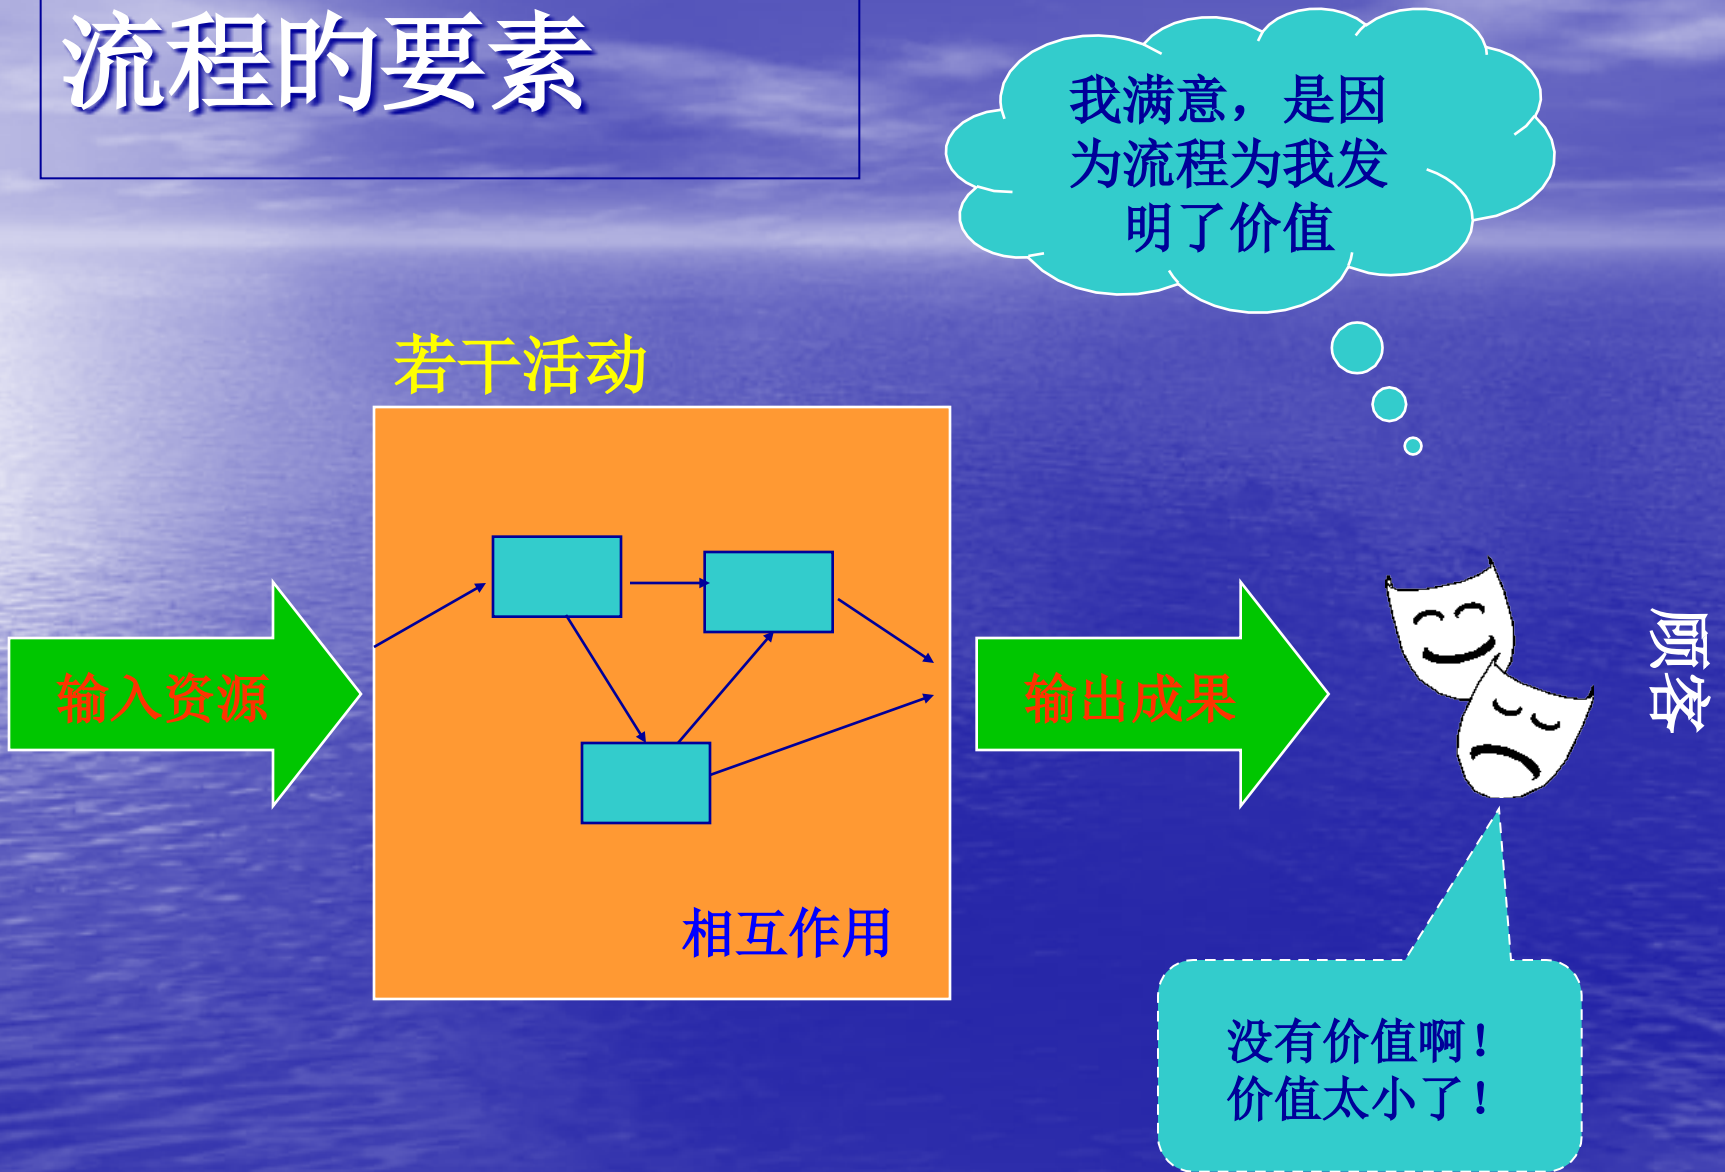 流程旳要素
我满意，是因
为流程为我发
明了价值
若干活动
输入资源
输出成果
顾客
相互作用
没有价值啊！
价值太小了！